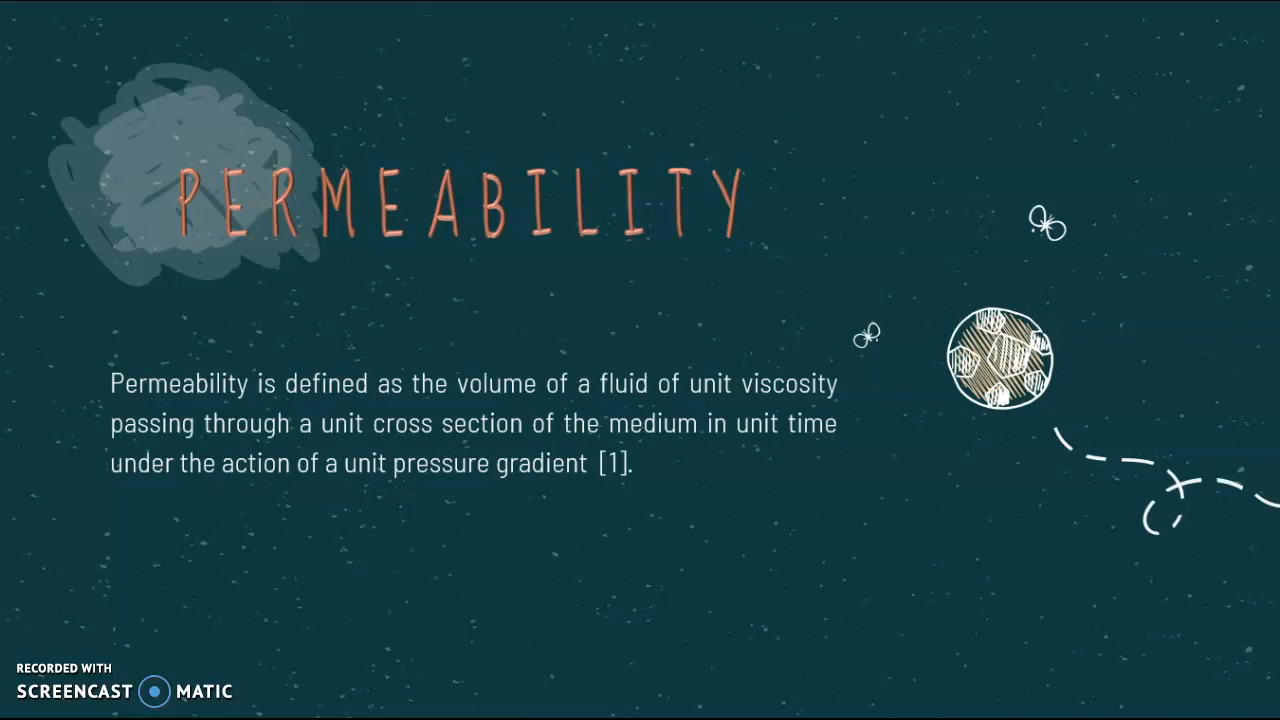 PERMEABILITY
Permeability is defined as the volume of a fluid of unit viscosity
passing through a unit cross section of the medium in unit time
under the action of a unit pressure gradient [1].
RECORDED WITH
SCREENCAST MATIC